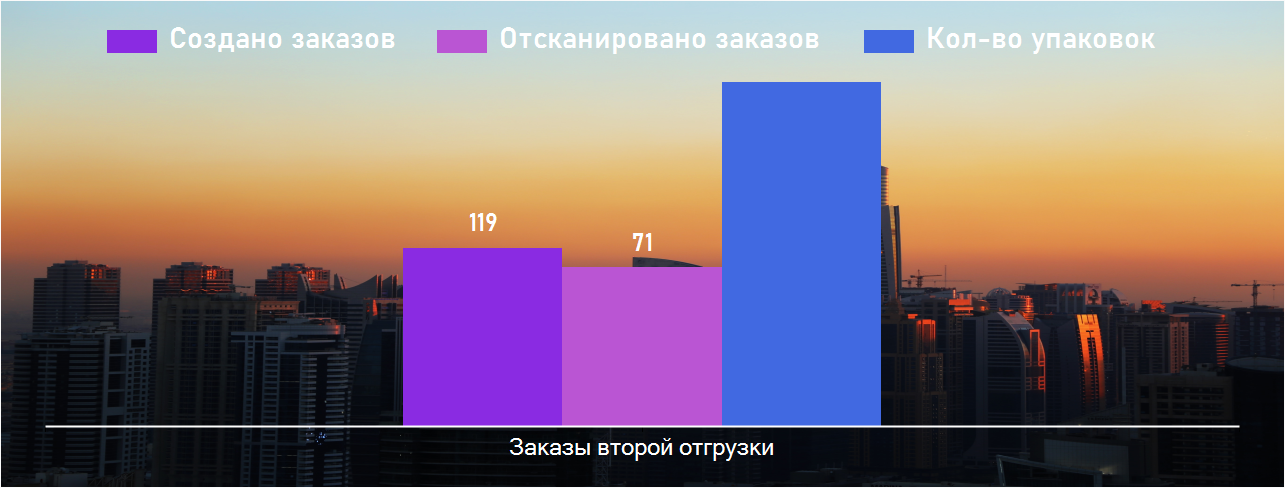 Создано заказов Отсканировано заказов Кол-во упаковок
119
71
Заказы второй отгрузки